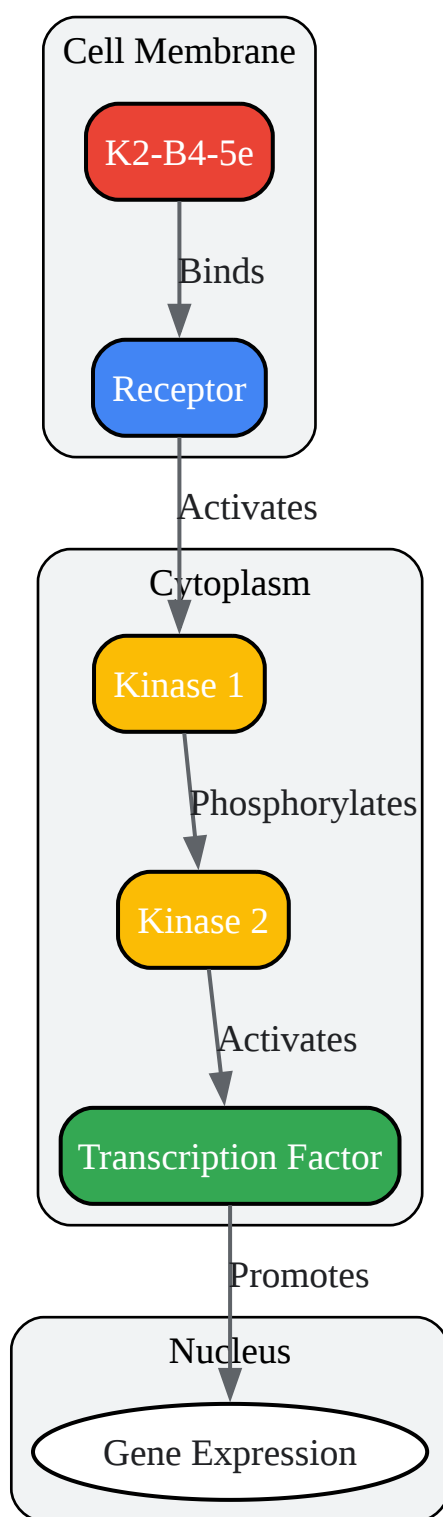 Cell Membrane
K2-B4-5e
Binds
Receptor
Activates
Cytoplasm
Kinase 1
Phosphorylates
Kinase 2
Activates
Transcription Factor
Promotes
Nucleus
Gene Expression